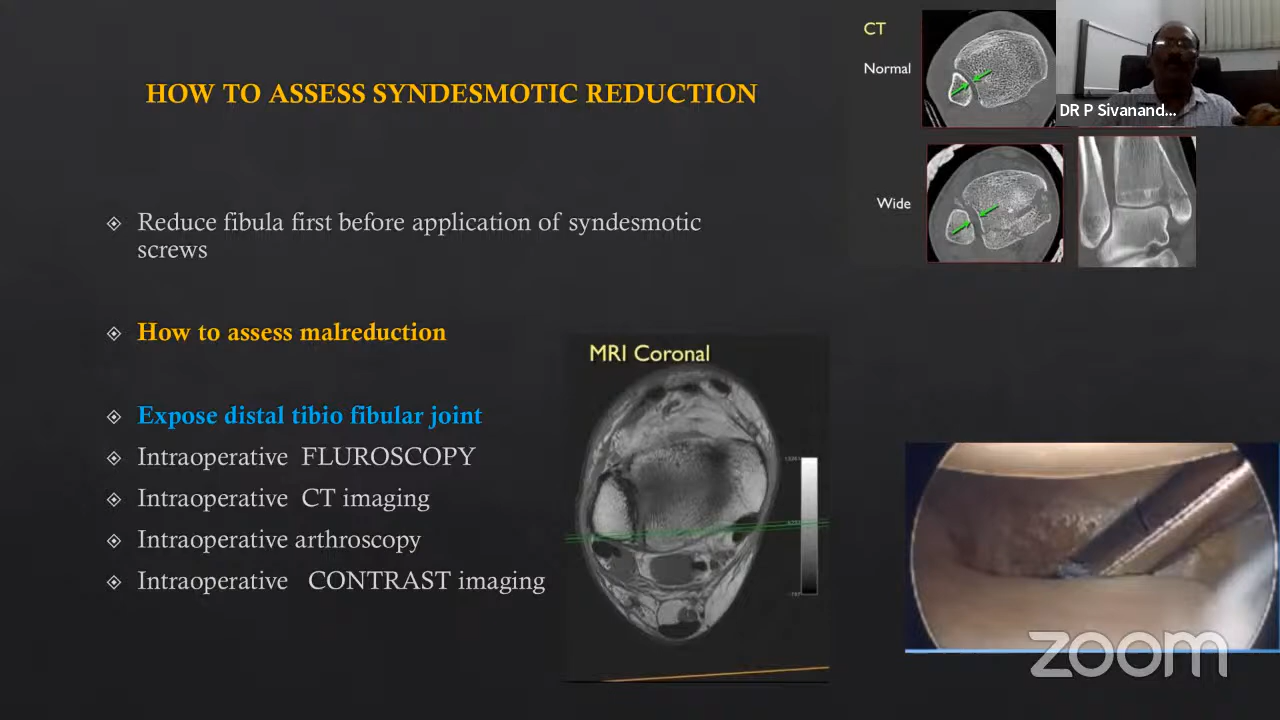 HOW TO ASSESS SYNDESMOTIC REDUCTION
Reduce fibula first before application of syndesmotic
screws
How to assess malreduction
Expose distal tibio fibular joint
Intraoperative FLUROSCOPY
Intraoperative CT imaging
Intraoperative arthroscopy
Intraoperative CONTRAST imaging
MRI Coronal
CT
Normal
Wide
DR P Sivanand...
zoom